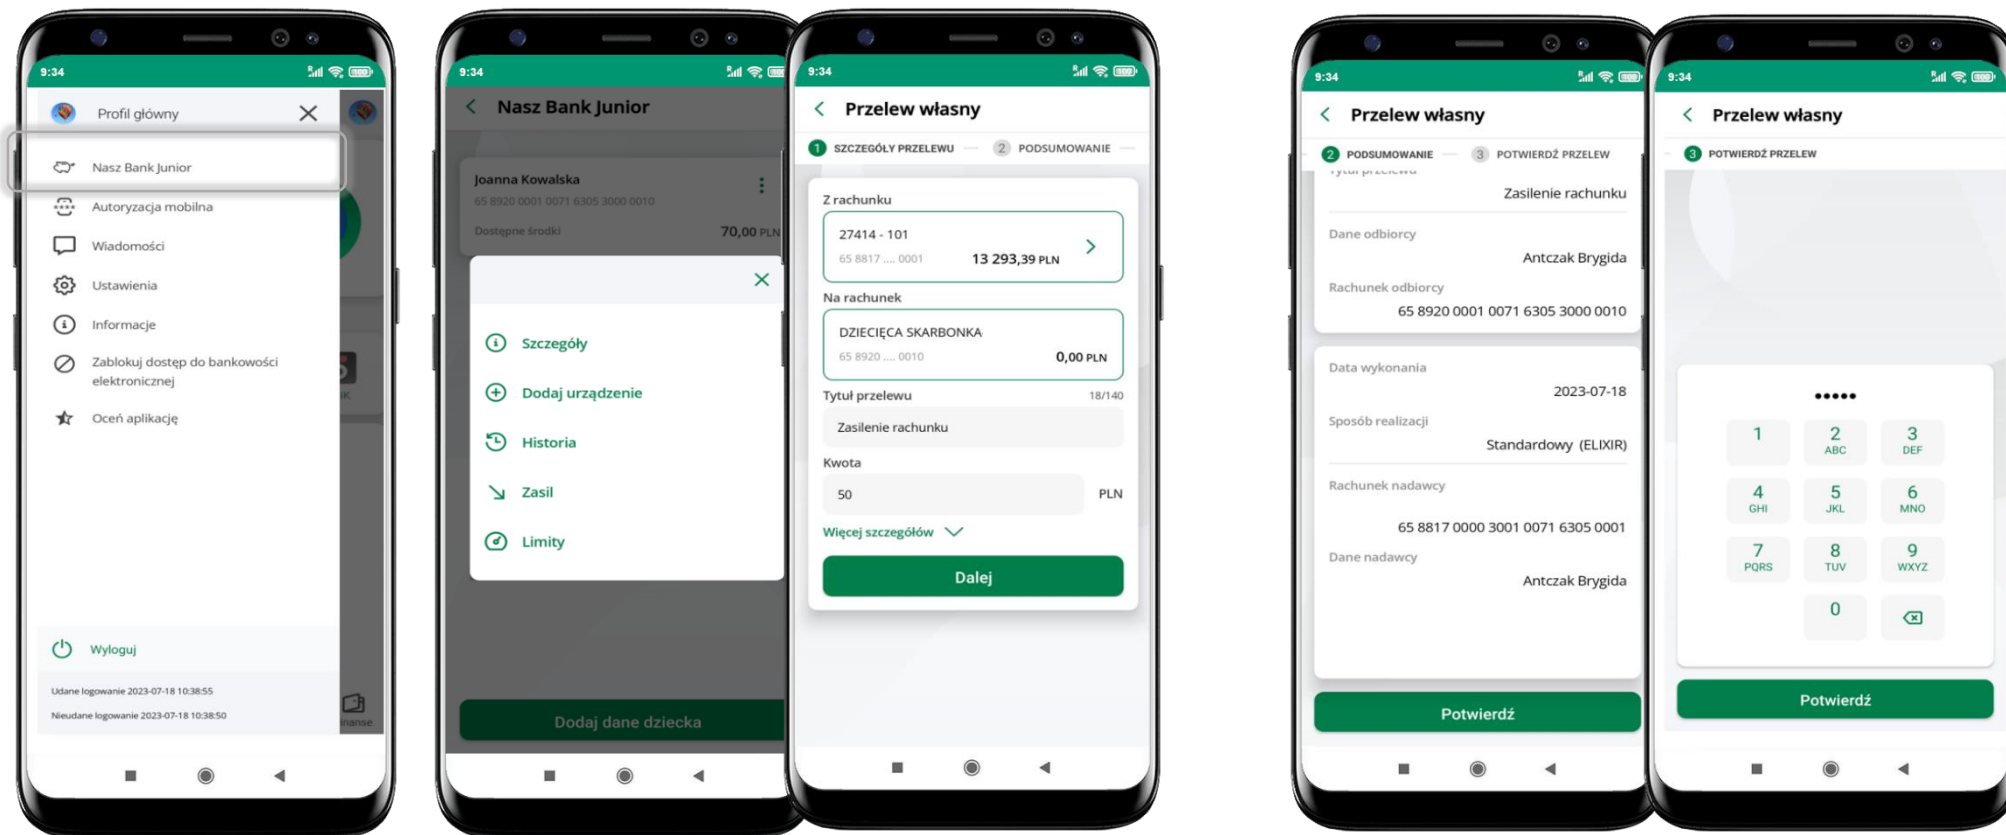 9:34
Profil główny
Nasz Bank Junior
Autoryzacja mobilna
Wiadomości
Ustawienia
Informacje
Zablokuj dostęp do bankowości
elektronicznej
Oceń aplikację
Wyloguj
Udane logowanie 2023-07-18 10:38:55
Nieudane logowanie 2023-07-18 10:38:50
9:34
Nasz Bank Junior
Joanna Kowalska
65 8920 0001 0071 6305 3000 0010
Dostępne środki 70,00 PLN
Szczegóły
Dodaj urządzenie
Historia
Zasil
Limity
Dodaj dane dziecka
9:34
Przelew własny
1 SZCZEGÓŁY PRZELEWU 2 PODSUMOWANIE
Z rachunku
27414 - 101
65 8817 .... 0001 13 293,39 PLN
Na rachunek
DZIECIĘCA SKARBONKA
65 8920 .... 0010 0,00 PLN
Tytuł przelewu 18/140
Zasilenie rachunku
Kwota
50 PLN
Więcej szczegółów
Dalej
9:34
Przelew własny
2 PODSUMOWANIE 3 POTWIERDŹ PRZELEW
Tytuł przelewu
Zasilenie rachunku
Dane odbiorcy
Antczak Brygida
Rachunek odbiorcy
65 8920 0001 0071 6305 3000 0010
Data wykonania
2023-07-18
Sposób realizacji
Standardowy (ELIXIR)
Rachunek nadawcy
65 8817 0000 3001 0071 6305 0001
Dane nadawcy
Antczak Brygida
Potwierdź
9:34
Przelew własny
3 POTWIERDŹ PRZELEW
•••••
1 2 3
ABC DEF
4 5 6
GHI JKL MNO
7 8 9
PQRS TUV WXYZ
0
Potwierdź